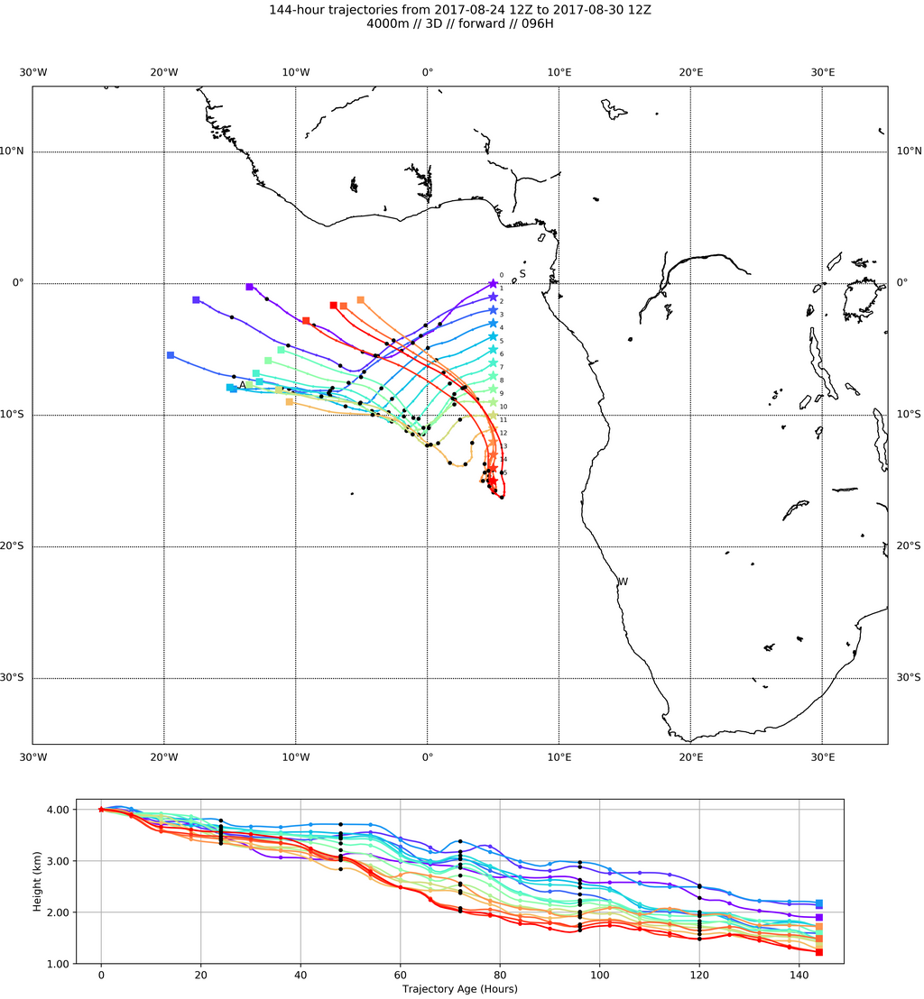 144-hour trajectories from 2017-08-24 12Z to 2017-08-30 12Z
4000m // 3D // forward // 096H
30°W 20°W 10°W 0° 10°E 20°E 30°E
10°N 10°N
0° 0°
10°S 10°S
20°S 20°S
30°S 30°S
S
A
W
0
1
2
3
4
5
6
7
8
9
10
11
12
13
14
30°W 20°W 10°W 0° 10°E 20°E 30°E
Height (km)
4.00
3.00
2.00
1.00
0 20 40 60 80 100 120 140
Trajectory Age (Hours)